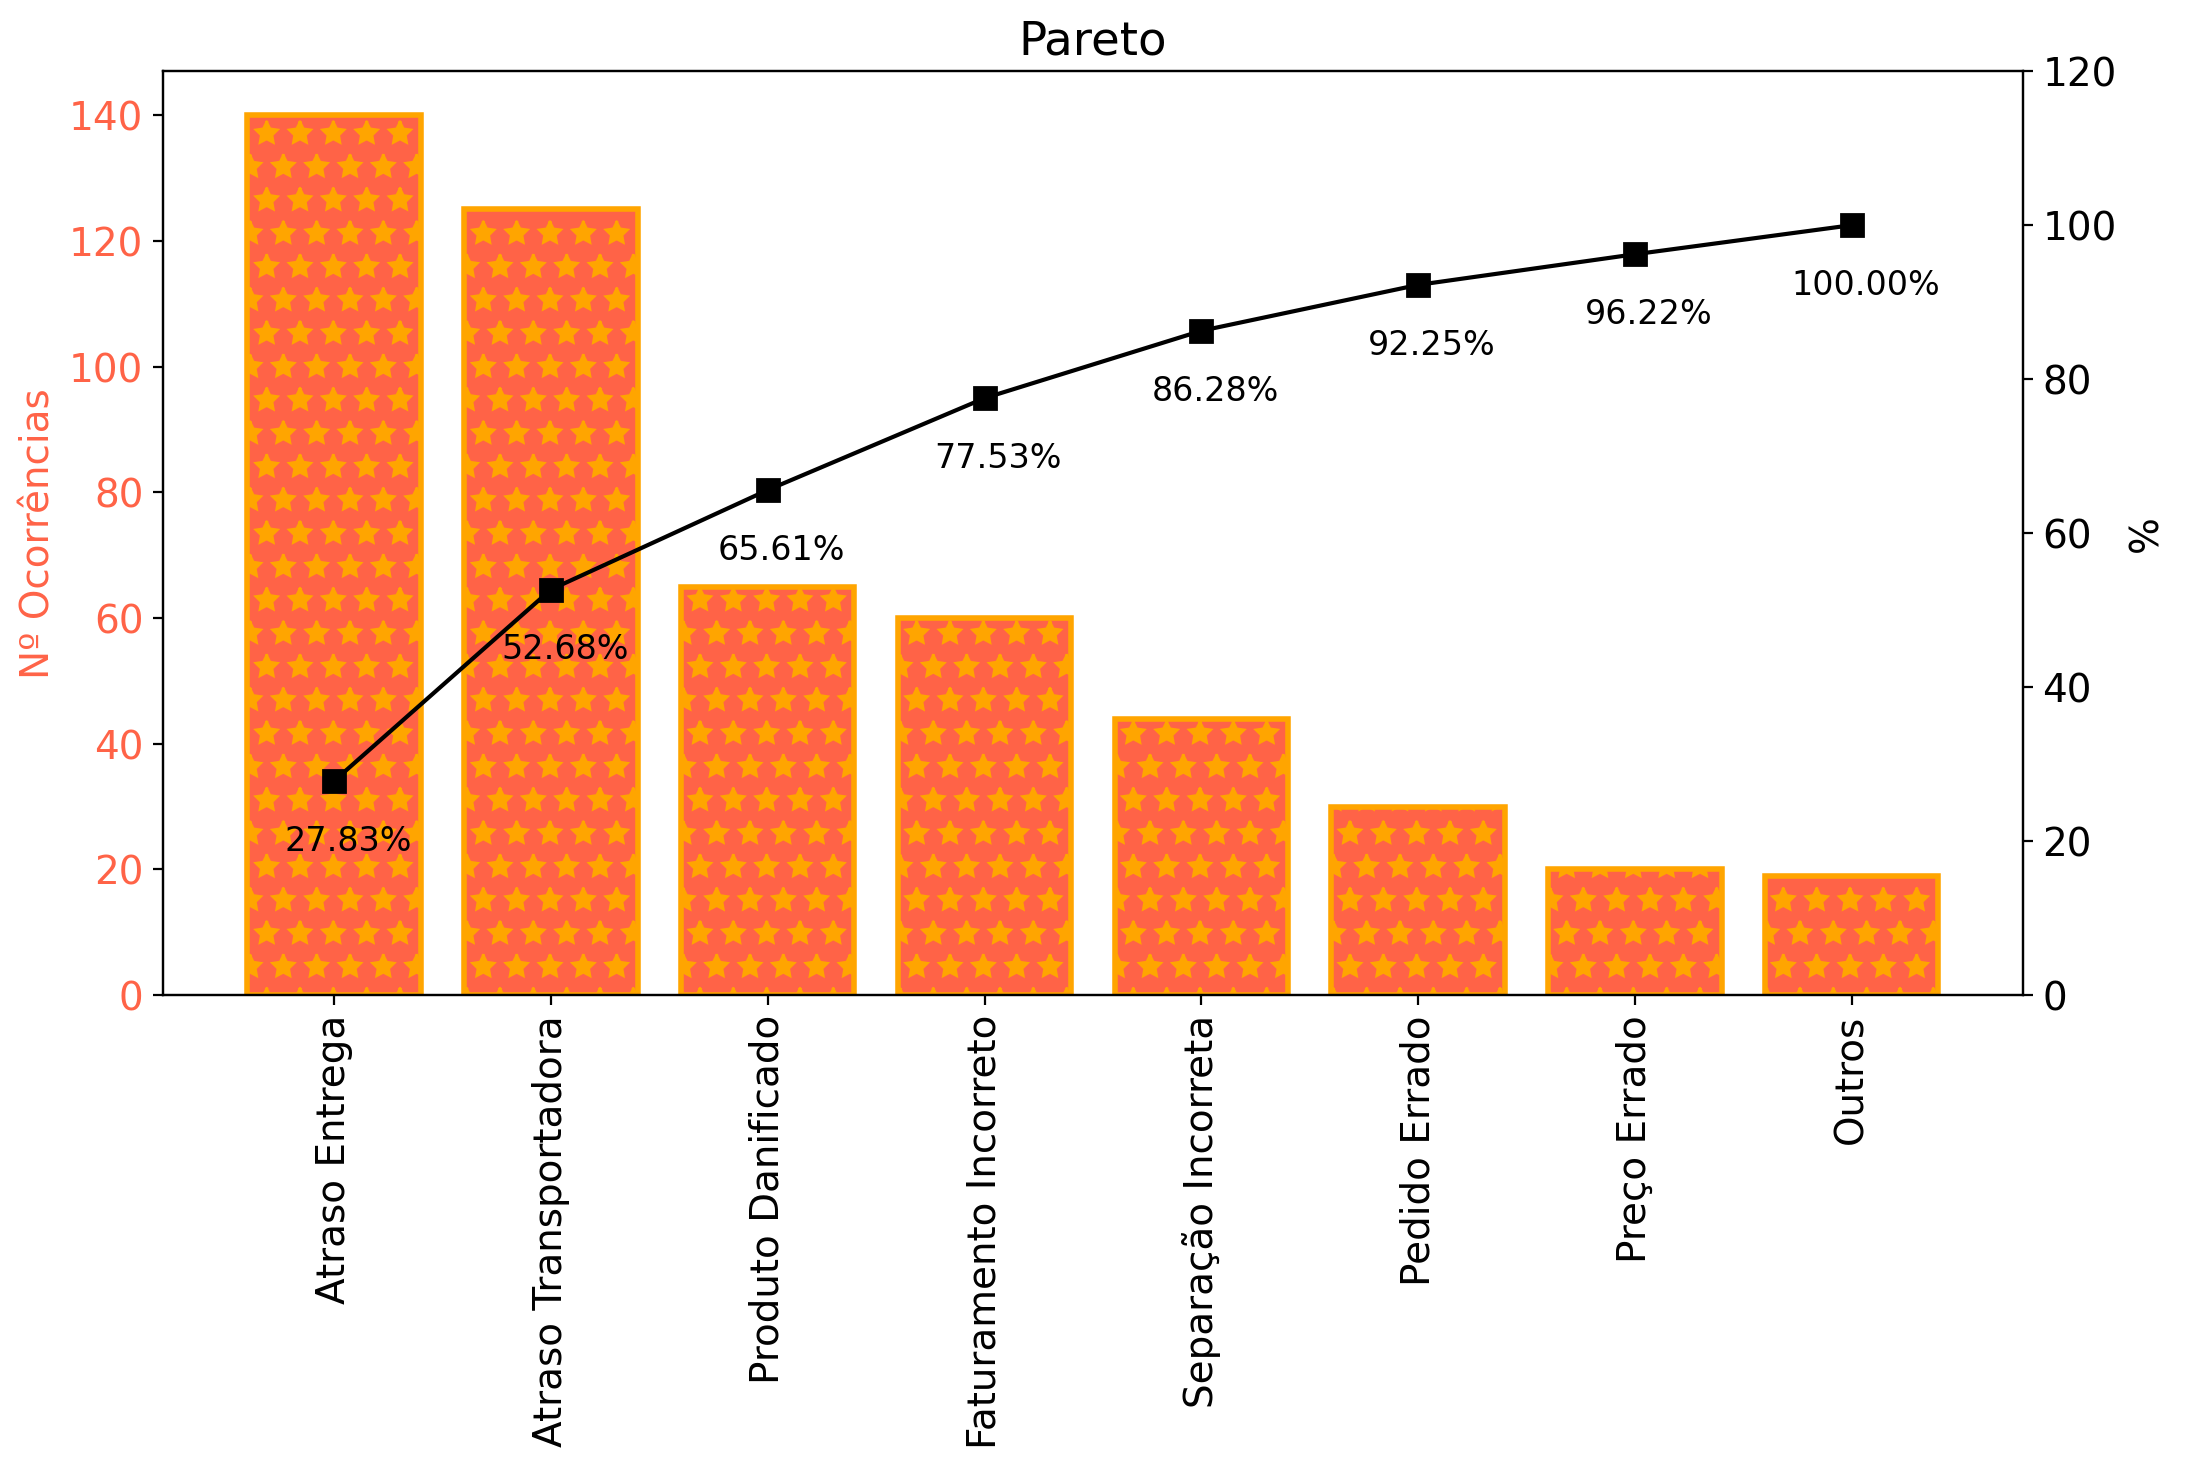 Pareto
Nº Ocorrências
140
120
100
80
60
40
20
0
120
100
80
60
40
20
0
%
27.83%
52.68%
65.61%
77.53%
86.28%
92.25%
96.22%
100.00%
Atraso Entrega
Atraso Transportadora
Produto Danificado
Faturamento Incorreto
Separação Incorreta
Pedido Errado
Preço Errado
Outros